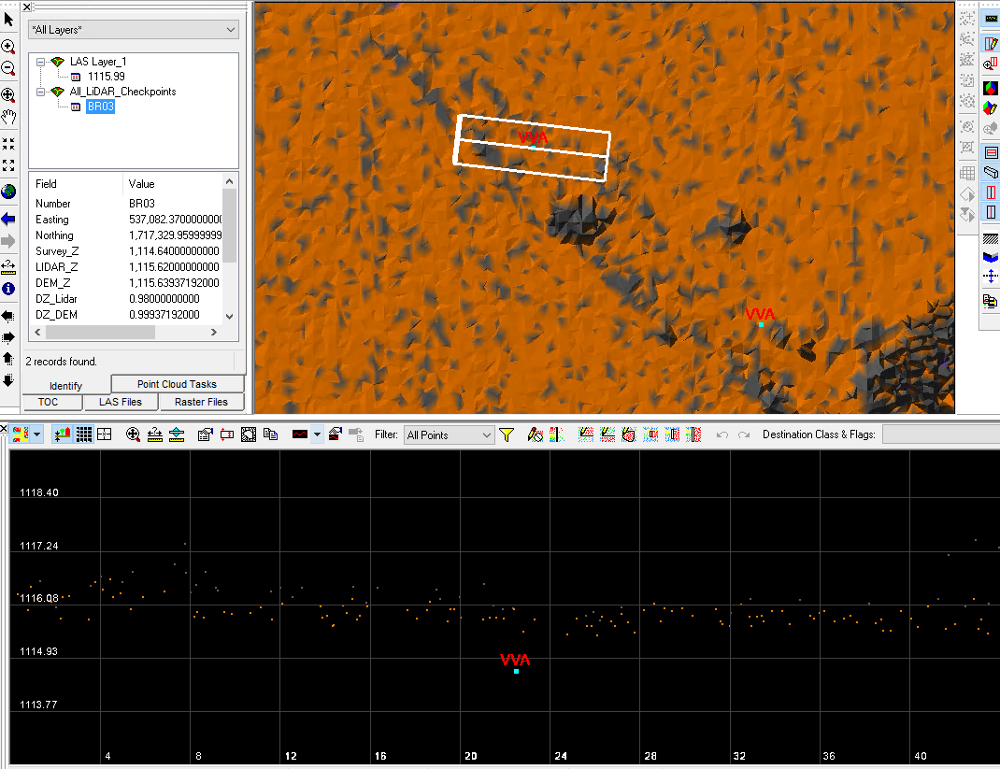 *All Layers*
LAS Layer_1
1115.99
All_LiDAR_Checkpoints
BR03
Field Value
Number BR03
Easting 537,082.3700000000
Northing 1,717,329.95999999
Survey_Z 1,114.64000000000
LIDAR_Z 1,115.62000000000
DEM_Z 1,115.63937192000
DZ_Lidar 0.98000000000
DZ_DEM 0.99937192000
2 records found.
Identify Point Cloud Tasks
TOC LAS Files Raster Files
VVA
VVA
Filter: All Points Destination Class & Flags:
1118.40
1117.24
1116.08
1114.93
VVA
1113.77
4 8 12 16 20 24 28 32 36 40